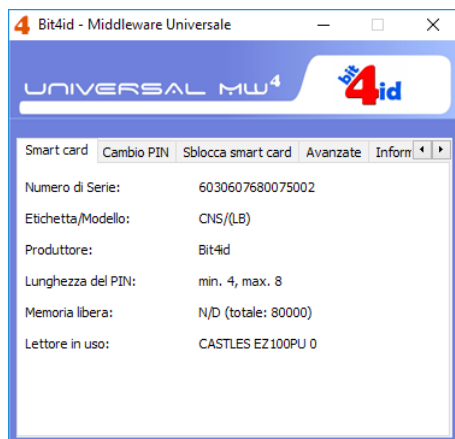 4 Bit4id - Middleware Universale
UNIVERSAL MW4
bit 4id
Smart card Cambio PIN Sblocca smart card Avanzate Inform
Numero di Serie: 6030607680075002
Etichetta/Modello: CNS/(LB)
Produttore: Bit4id
Lunghezza del PIN: min. 4, max. 8
Memoria libera: N/D (totale: 80000)
Lettore in uso: CASTLES EZ100PU 0